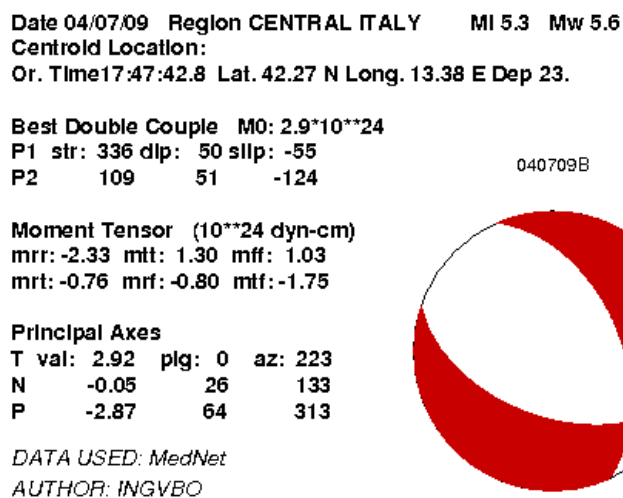 Date 04/07/09 Region CENTRAL ITALY Ml 5.3 Mw 5.6
Centroid Location:
Or. Time17:47:42.8 Lat. 42.27 N Long. 13.38 E Dep 23.
Best Double Couple M0: 2.9*10**24
P1 str: 336 dip: 50 slip: -55
P2 109 51 -124
040709B
Moment Tensor (10**24 dyn-cm)
mrr: -2.33 mtt: 1.30 mff: 1.03
mrt: -0.76 mrf: -0.80 mtf: -1.75
Principal Axes
T val: 2.92 plg: 0 az: 223
N -0.05 26 133
P -2.87 64 313
DATA USED: MedNet
AUTHOR: INGVBO